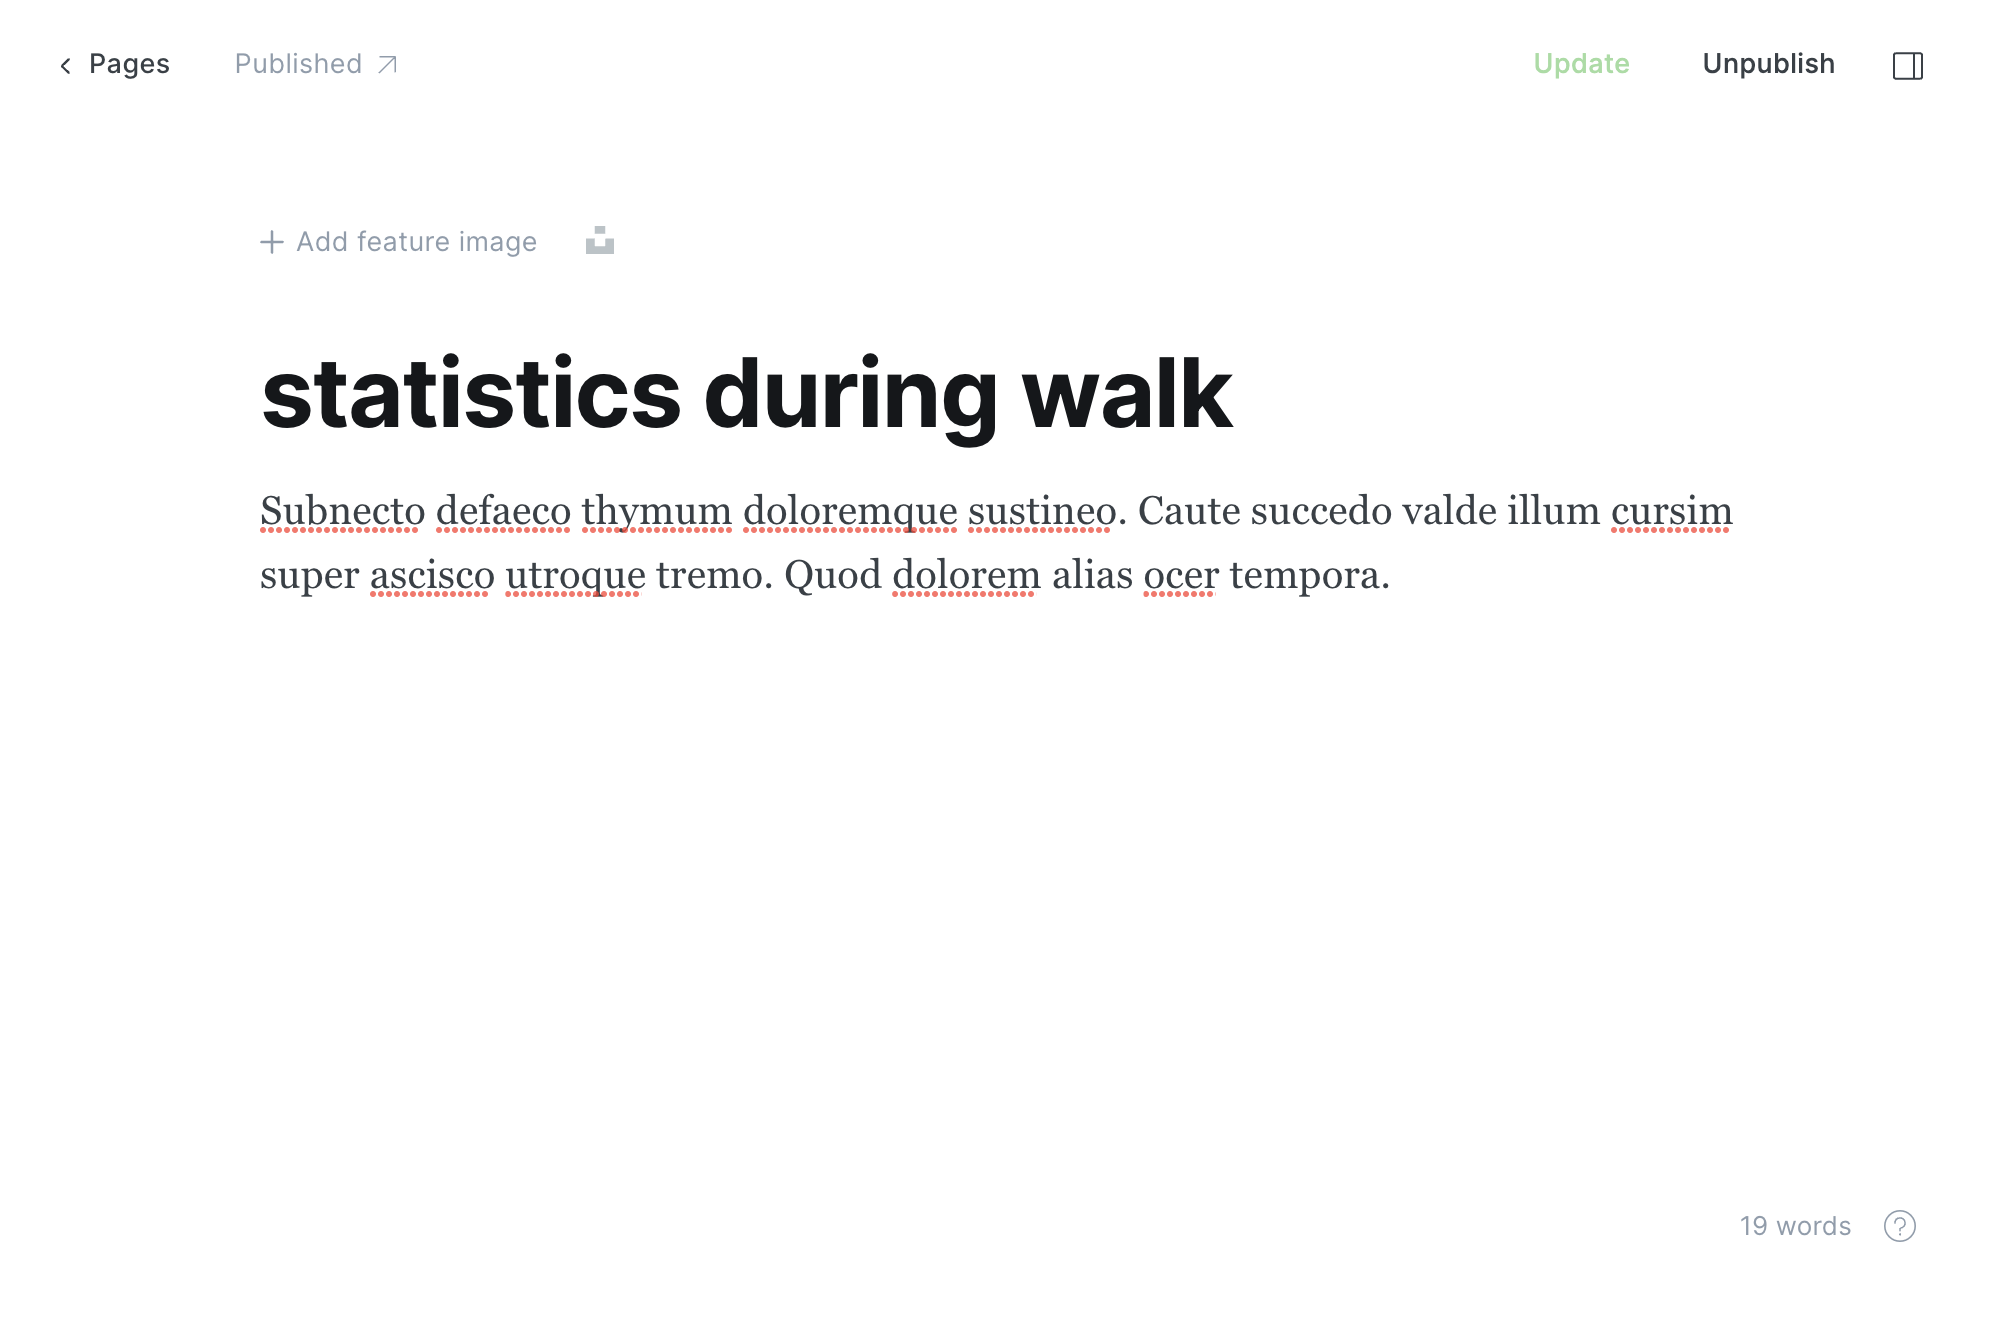 Pages
Published
Update
Unpublish
Add feature image
statistics during walk
Subnecto defaeco thymum doloremque sustineo. Caute succedo valde illum cursim
super ascisco utroque tremo. Quod dolorem alias ocer tempora.
19 words
?